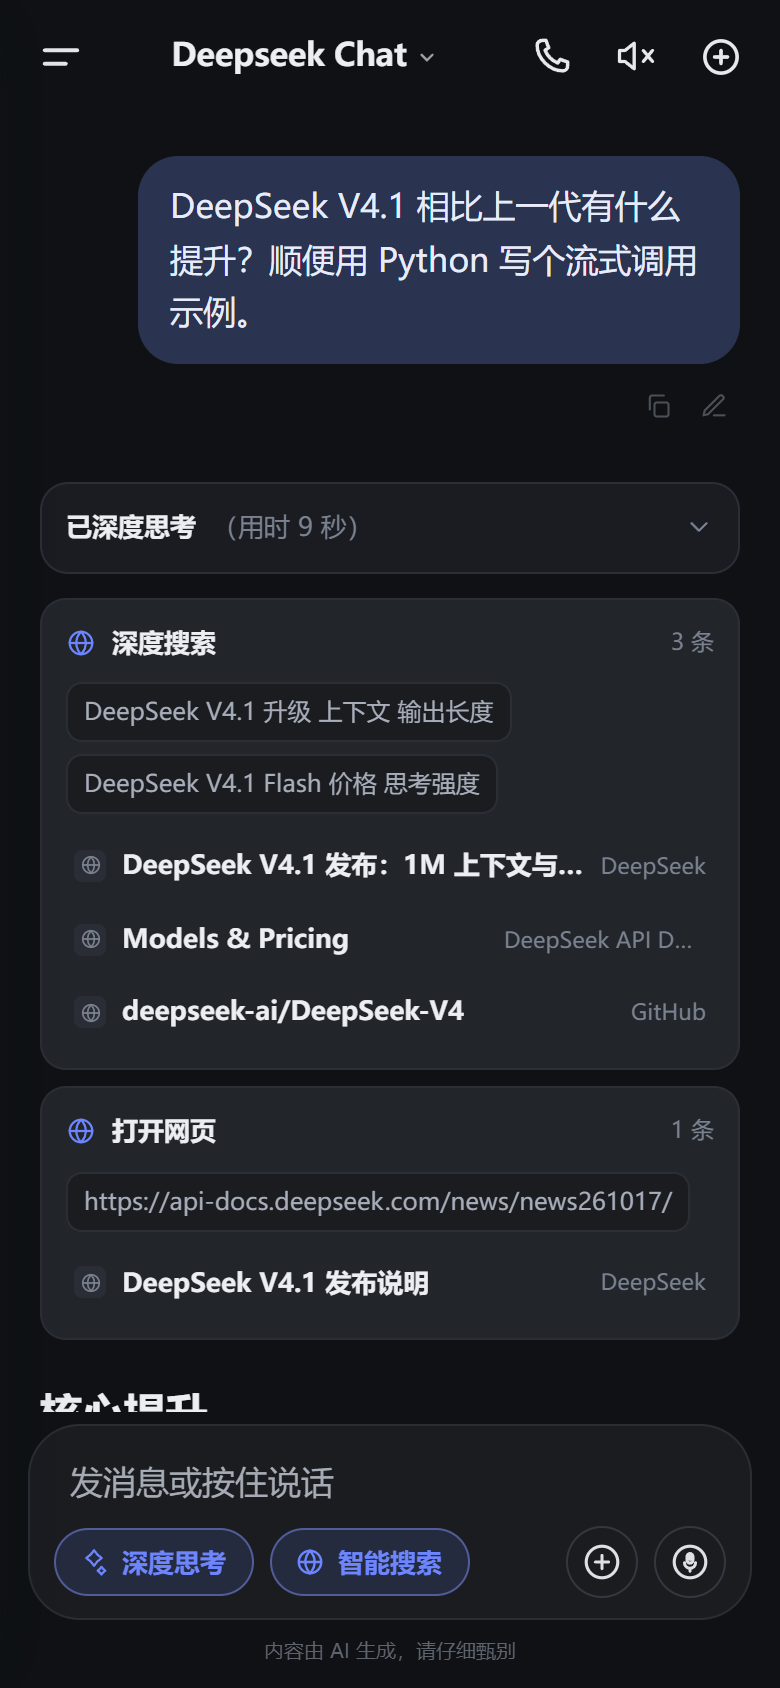 Deepseek Chat
DeepSeek V4.1 相比上一代有什么
提升？顺便用 Python 写个流式调用
示例。
已深度思考 （用时 9 秒）
深度搜索 3 条
DeepSeek V4.1 升级 上下文 输出长度
DeepSeek V4.1 Flash 价格 思考强度
DeepSeek V4.1 发布：1M 上下文与... DeepSeek
Models & Pricing DeepSeek API D...
deepseek-ai/DeepSeek-V4 GitHub
打开网页 1 条
https://api-docs.deepseek.com/news/news261017/
DeepSeek V4.1 发布说明 DeepSeek
核心提升
发消息或按住说话
深度思考 智能搜索
内容由 AI 生成，请仔细甄别